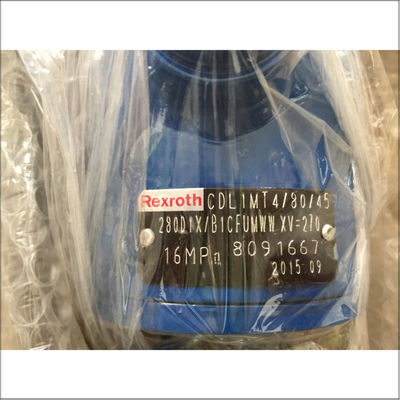 Rexroth CDL1MT4/80/45
280D1X/B1CFUMWW XV=270
16MPa 8091667
2015 09